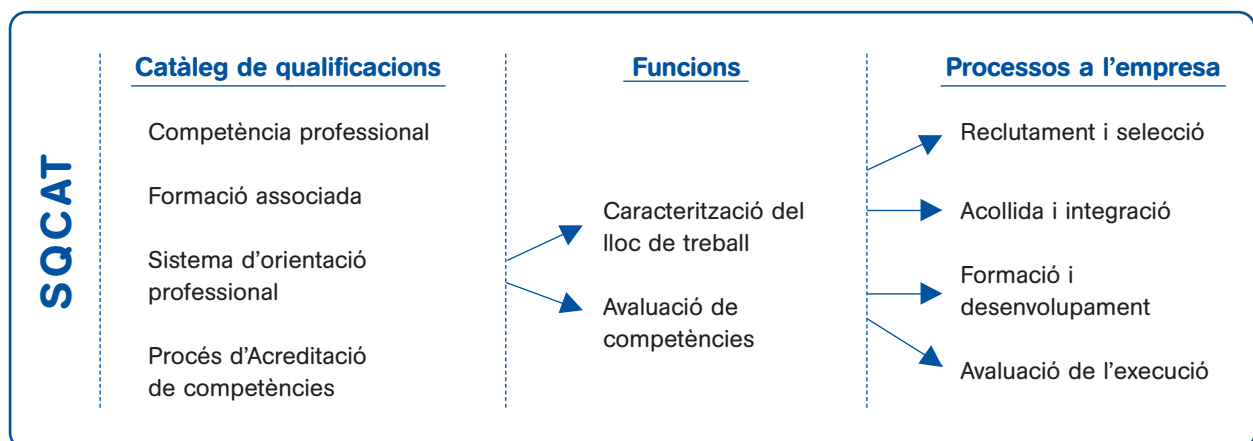 SQCAT
Catàleg de qualificacions
Competència professional
Formació associada
Sistema d'orientació
professional
Procés d'Acreditació
de competències
Funcions
Caracterització del
lloc de treball
Avaluació de
competències
Processos a l'empresa
Reclutament i selecció
Acollida i integració
Formació i
desenvolupament
Avaluació de l'execució